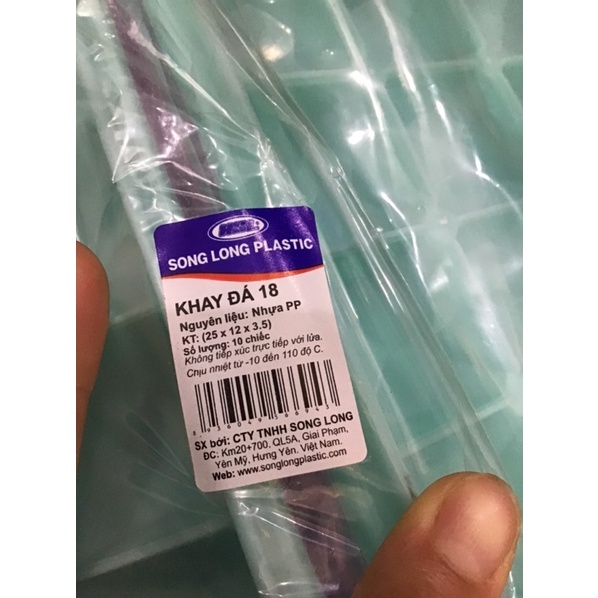 SONG LONG PLASTIC
KHAY ĐÁ 18
Nguyên liệu: Nhựa PP
KT: (25 x 12 x 3.5)
Số lượng: 10 chiếc
Không tiếp xúc trực tiếp với lửa.
Chịu nhiệt từ -10 đến 110 độ C.
SX bởi: CTY TNHH SONG LONG
ĐC: Km20+700. QL5A, Giai Phạm,
Yên Mỹ, Hưng Yên. Việt Nam.
Web: www.songlongplastic.com